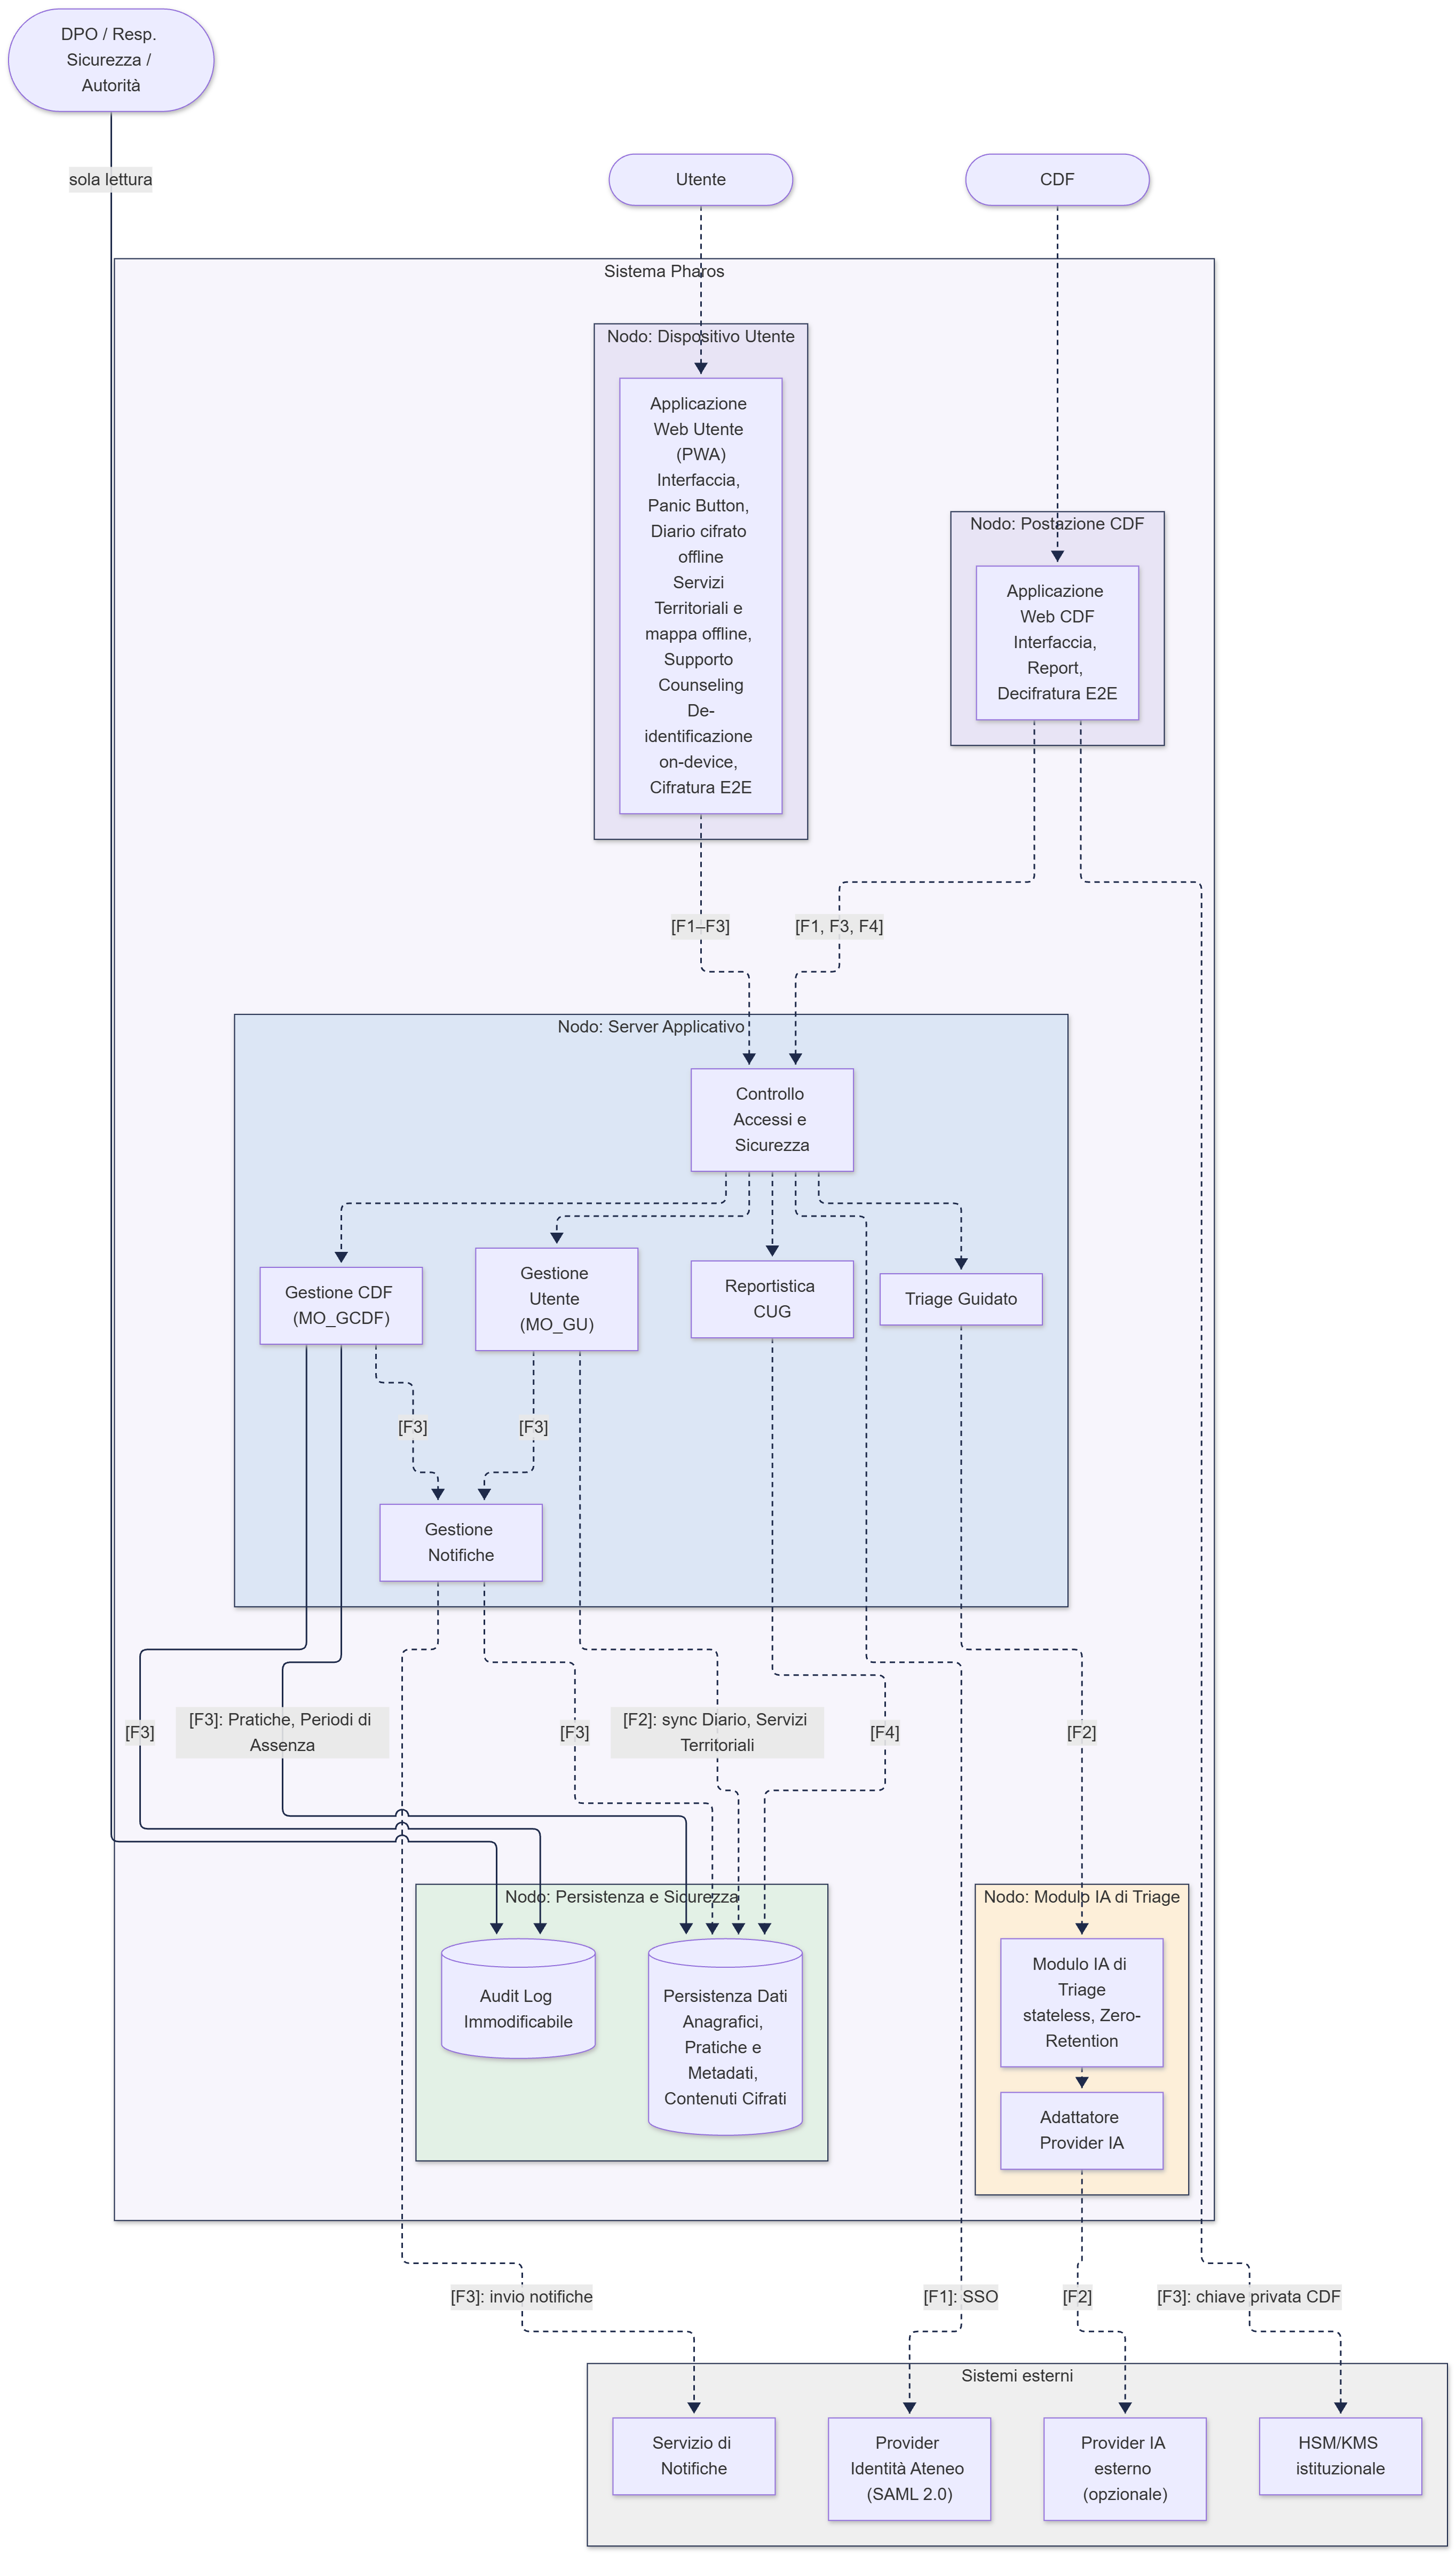 DPO / Resp.
Sicurezza /
Autorità
sola lettura
Utente
CDF
Sistema Pharos
Nodo: Dispositivo Utente
Applicazione
Web Utente
(PWA)
Interfaccia,
Panic Button,
Diario cifrato
offline
Servizi
Territoriali e
mappa offline,
Supporto
Counseling
De-
identificazione
on-device,
Cifratura E2E
Nodo: Postazione CDF
Applicazione
Web CDF
Interfaccia,
Report,
Decifratura E2E
[F1–F3]
[F1, F3, F4]
Nodo: Server Applicativo
Controllo
Accessi e
Sicurezza
Gestione CDF
(MO_GCDF)
Gestione
Utente
(MO_GU)
Reportistica
CUG
Triage Guidato
[F3]
[F3]
Gestione
Notifiche
[F3]
[F3]: Pratiche, Periodi di
Assenza
[F3]
[F2]: sync Diario, Servizi
Territoriali
[F4]
[F2]
Nodo: Persistenza e Sicurezza
Audit Log
Immodificabile
Persistenza Dati
Anagrafici,
Pratiche e
Metadati,
Contenuti Cifrati
Nodo: Modulo IA di Triage
Modulo IA di
Triage
stateless, Zero-
Retention
Adattatore
Provider IA
[F3]: invio notifiche
[F1]: SSO
[F2]
[F3]: chiave privata CDF
Sistemi esterni
Servizio di
Notifiche
Provider
Identità Ateneo
(SAML 2.0)
Provider IA
esterno
(opzionale)
HSM/KMS
istituzionale